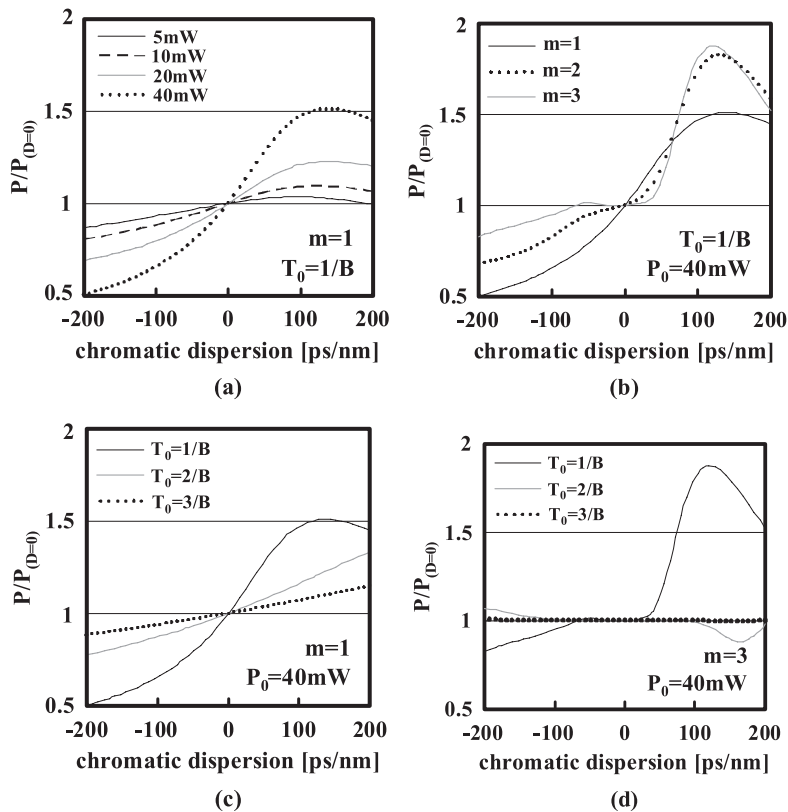 2
5mW
10mW
20mW
40mW
1.5
P/P(D=0)
1
m=1
T0=1/B
0.5
-200 -100 0 100 200
chromatic dispersion [ps/nm]
(a)
2
m=1
m=2
m=3
1.5
P/P(D=0)
1
T0=1/B
P0=40mW
0.5
-200 -100 0 100 200
chromatic dispersion [ps/nm]
(b)
2
T0=1/B
T0=2/B
T0=3/B
1.5
P/P(D=0)
1
m=1
P0=40mW
0.5
-200 -100 0 100 200
chromatic dispersion [ps/nm]
(c)
2
T0=1/B
T0=2/B
T0=3/B
1.5
P/P(D=0)
1
m=3
P0=40mW
0.5
-200 -100 0 100 200
chromatic dispersion [ps/nm]
(d)